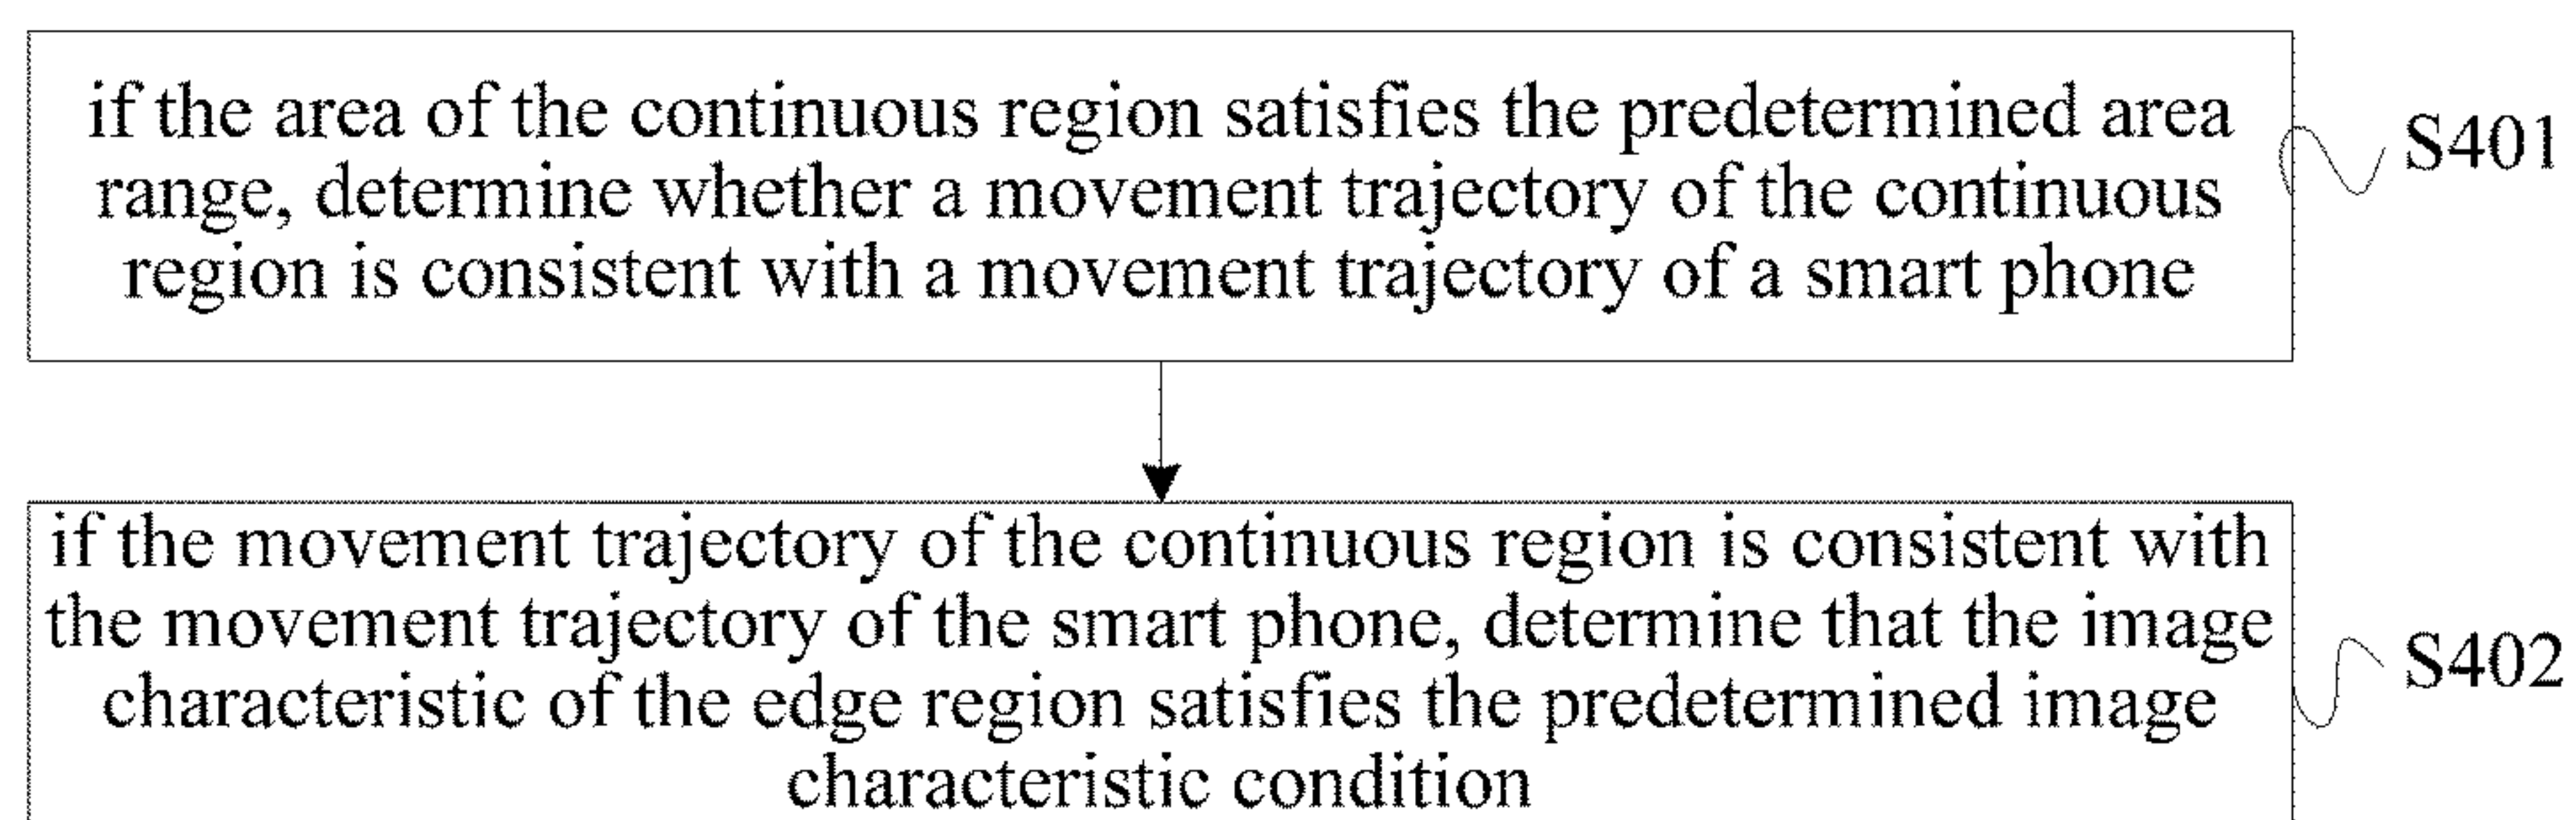 if the area of the continuous region satisfies the predetermined area
range, determine whether a movement trajectory of the continuous
region is consistent with a movement trajectory of a smart phone
S401
if the movement trajectory of the continuous region is consistent with
the movement trajectory of the smart phone, determine that the image
characteristic of the edge region satisfies the predetermined image
characteristic condition
S402